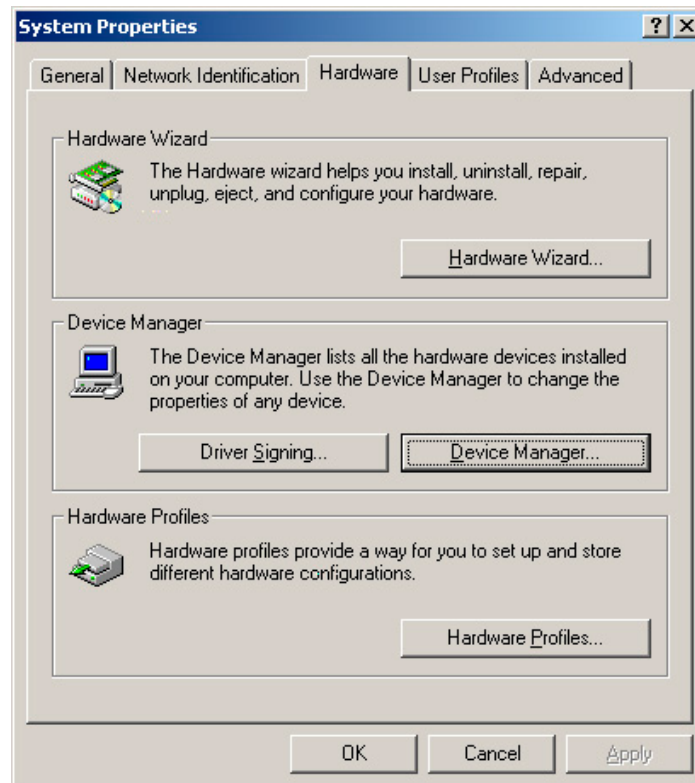 System Properties
General Network Identification Hardware User Profiles Advanced
Hardware Wizard
The Hardware wizard helps you install, uninstall, repair,
unplug, eject, and configure your hardware.
Hardware Wizard...
Device Manager
The Device Manager lists all the hardware devices installed
on your computer. Use the Device Manager to change the
properties of any device.
Driver Signing... Device Manager...
Hardware Profiles
Hardware profiles provide a way for you to set up and store
different hardware configurations.
Hardware Profiles...
OK Cancel Apply